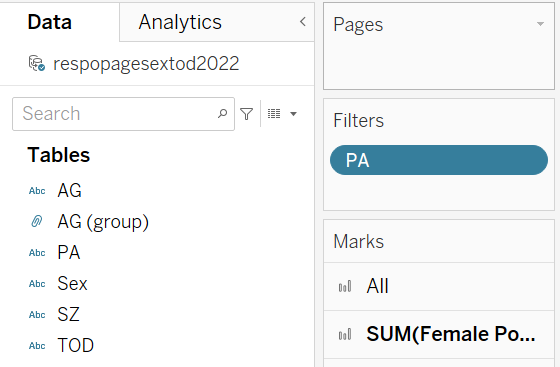 Data
Analytics
respopagesextod2022
Search
Tables
Abc AG
AG (group)
Abc PA
Abc Sex
Abc SZ
Abc TOD
Pages
Filters
PA
Marks
All
SUM(Female Po...